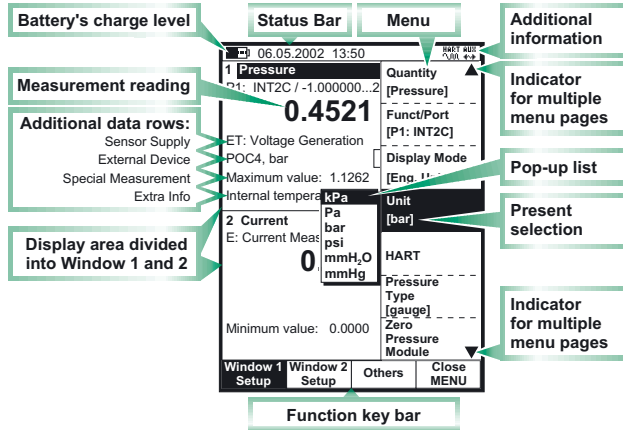 Battery's charge level
Status Bar
Menu
Additional
information
06.05.2002 13:50
HART AUX
1 Pressure
P1: INT2C / -1.000000...2
0.4521
ET: Voltage Generation
POC4, bar
Maximum value: 1.1262
Internal tempera
2 Current
E: Current Meas
0.
Minimum value: 0.0000
kPa
Pa
bar
psi
mmH2O
mmHg
Quantity
[Pressure]
Funct/Port
[P1: INT2C]
Display Mode
[Eng. Uni
Unit
[bar]
HART
Pressure
Type
[gauge]
Zero
Pressure
Module
Window 1
Setup
Window 2
Setup
Others
Close
MENU
Measurement reading
Additional data rows:
Sensor Supply
External Device
Special Measurement
Extra Info
Display area divided
into Window 1 and 2
Indicator
for multiple
menu pages
Pop-up list
Present
selection
Indicator
for multiple
menu pages
Function key bar